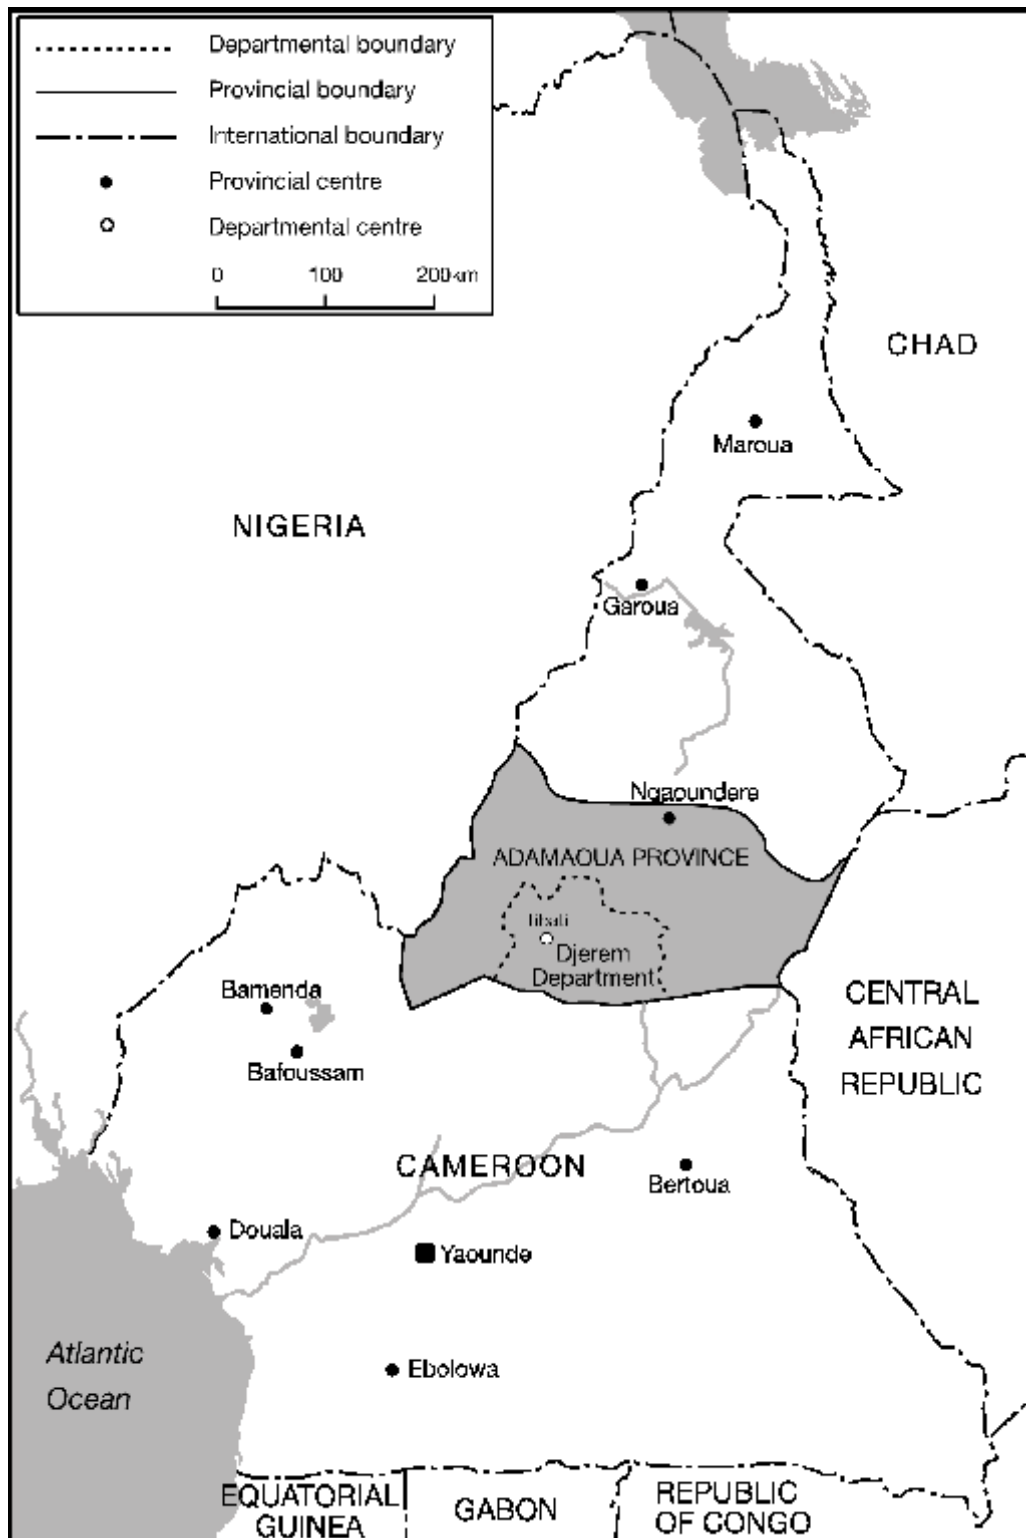 Departmental boundary
Provincial boundary
International boundary
Provincial centre
Departmental centre
0 100 200km
CHAD
Maroua
NIGERIA
Garoua
Ngaoundere
ADAMAOUA PROVINCE
Tibati
Djerem
Department
Bamenda
Bafoussam
CENTRAL
AFRICAN
REPUBLIC
CAMEROON
Bertoua
Douala
Yaounde
Atlantic
Ocean
Ebolowa
EQUATORIAL
GUINEA
GABON
REPUBLIC
OF CONGO